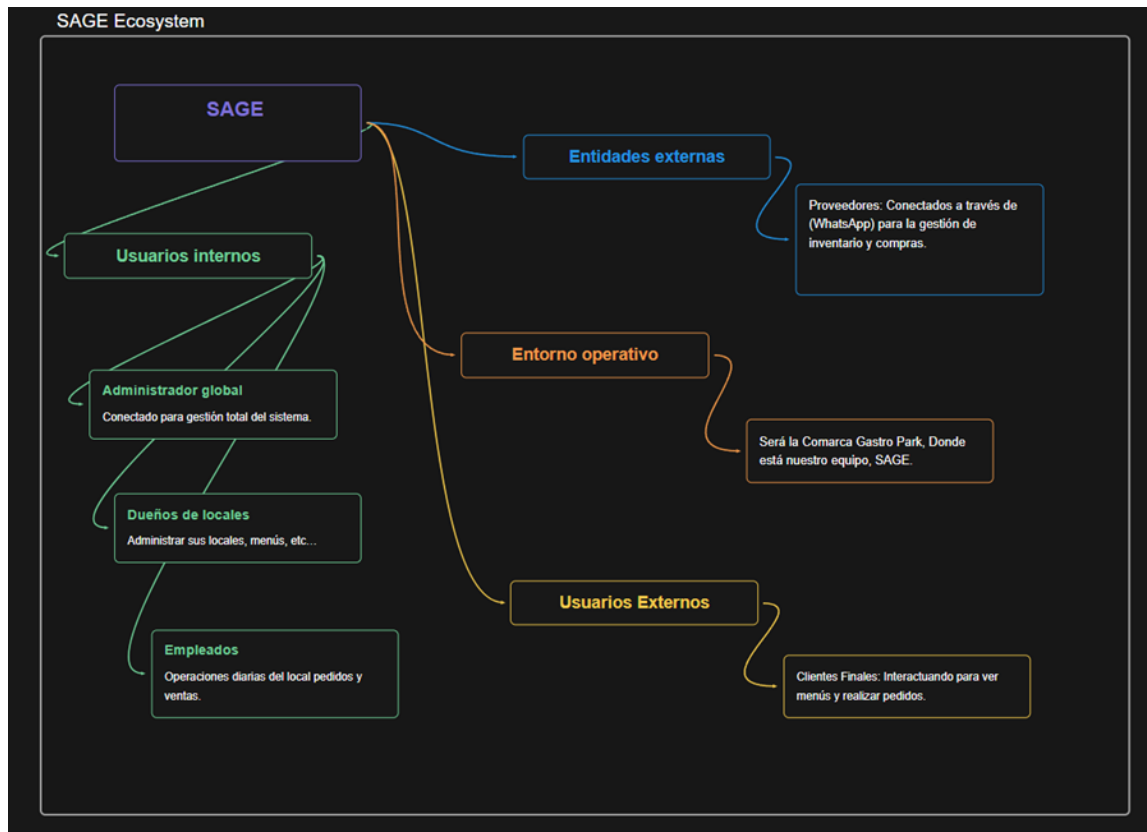 SAGE Ecosystem
SAGE
Entidades externas
Proveedores: Conectados a través de
(WhatsApp) para la gestión de
inventario y compras.
Usuarios internos
Entorno operativo
Administrador global
Conectado para gestión total del sistema.
Será la Comarca Gastro Park, Donde
está nuestro equipo, SAGE.
Dueños de locales
Administrar sus locales, menús, etc...
Usuarios Externos
Empleados
Operaciones diarias del local pedidos y
ventas.
Clientes Finales: Interactuando para ver
menús y realizar pedidos.